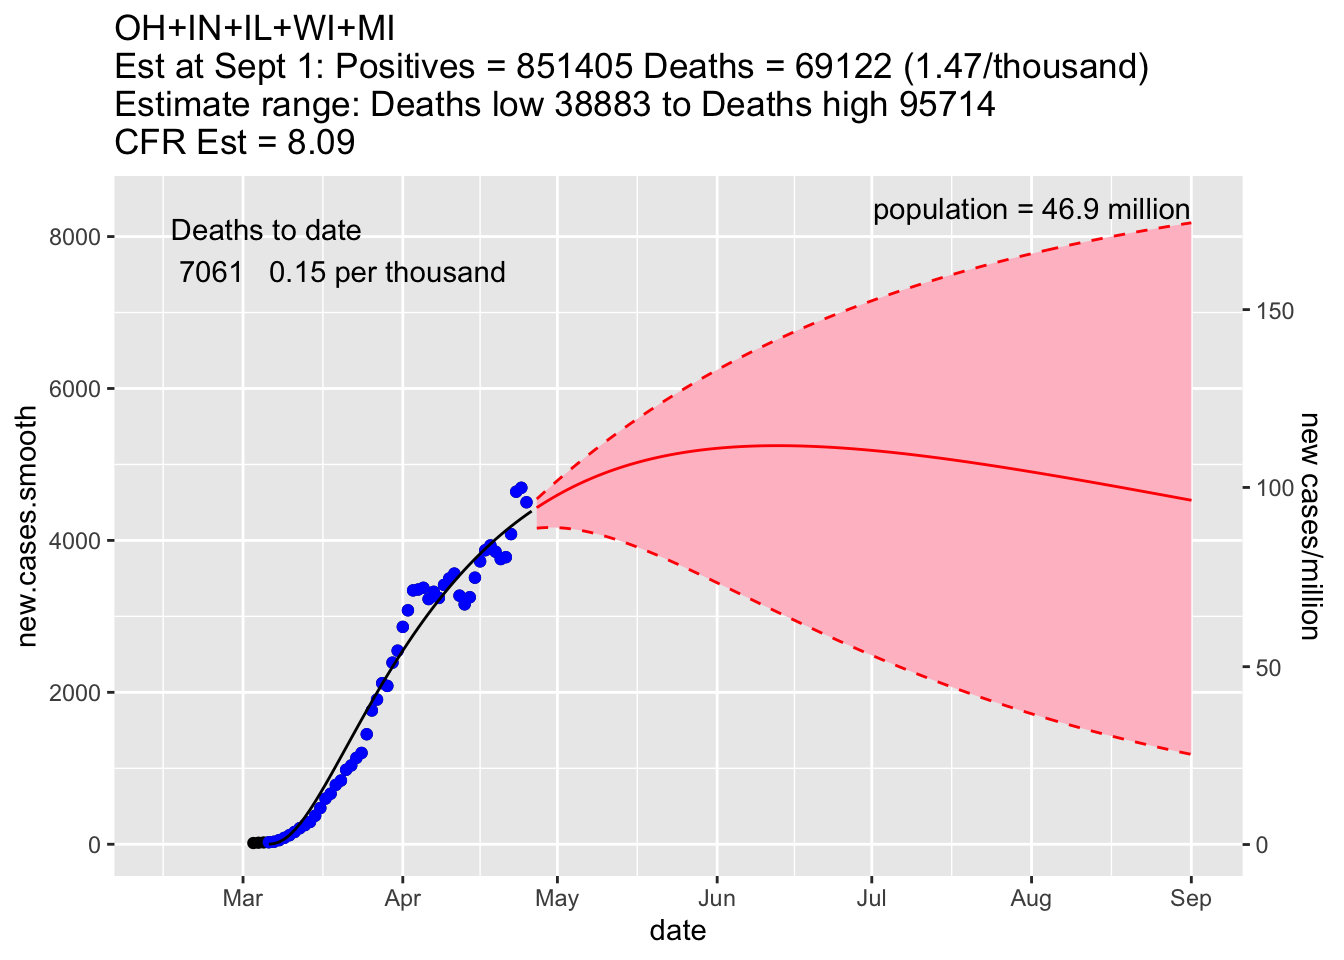 OH+IN+IL+WI+MI
Est at Sept 1: Positives = 851405 Deaths = 69122 (1.47/thousand)
Estimate range: Deaths low 38883 to Deaths high 95714
CFR Est = 8.09
population = 46.9 million
Deaths to date
7061 0.15 per thousand
8000
6000
4000
2000
0
new.cases.smooth
150
100
50
0
new cases/million
Mar Apr May Jun Jul Aug Sep
date